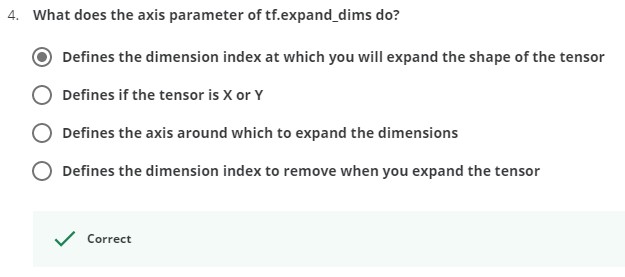 4. What does the axis parameter of tf.expand_dims do?
Defines the dimension index at which you will expand the shape of the tensor
Defines if the tensor is X or Y
Defines the axis around which to expand the dimensions
Defines the dimension index to remove when you expand the tensor
Correct